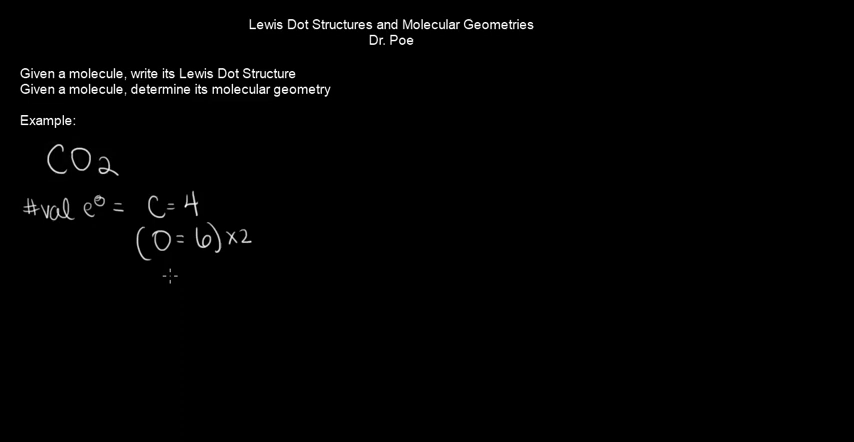 Lewis Dot Structures and Molecular Geometries
Dr. Poe
Given a molecule, write its Lewis Dot Structure
Given a molecule, determine its molecular geometry
Example:
CO₂
#val e⊖ = C = 4
(O = 6) ×2